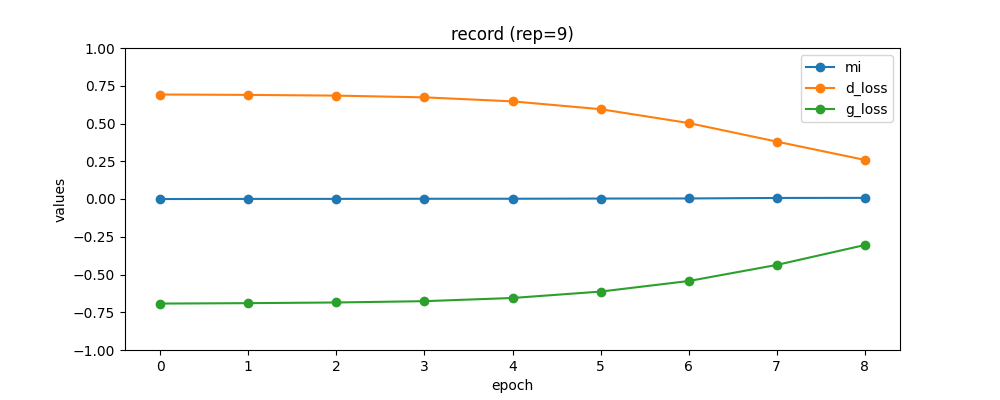 record (rep=9)
1.00
0.75
0.50
0.25
0.00
−0.25
−0.50
−0.75
−1.00
values
mi
d_loss
g_loss
0 1 2 3 4 5 6 7 8
epoch